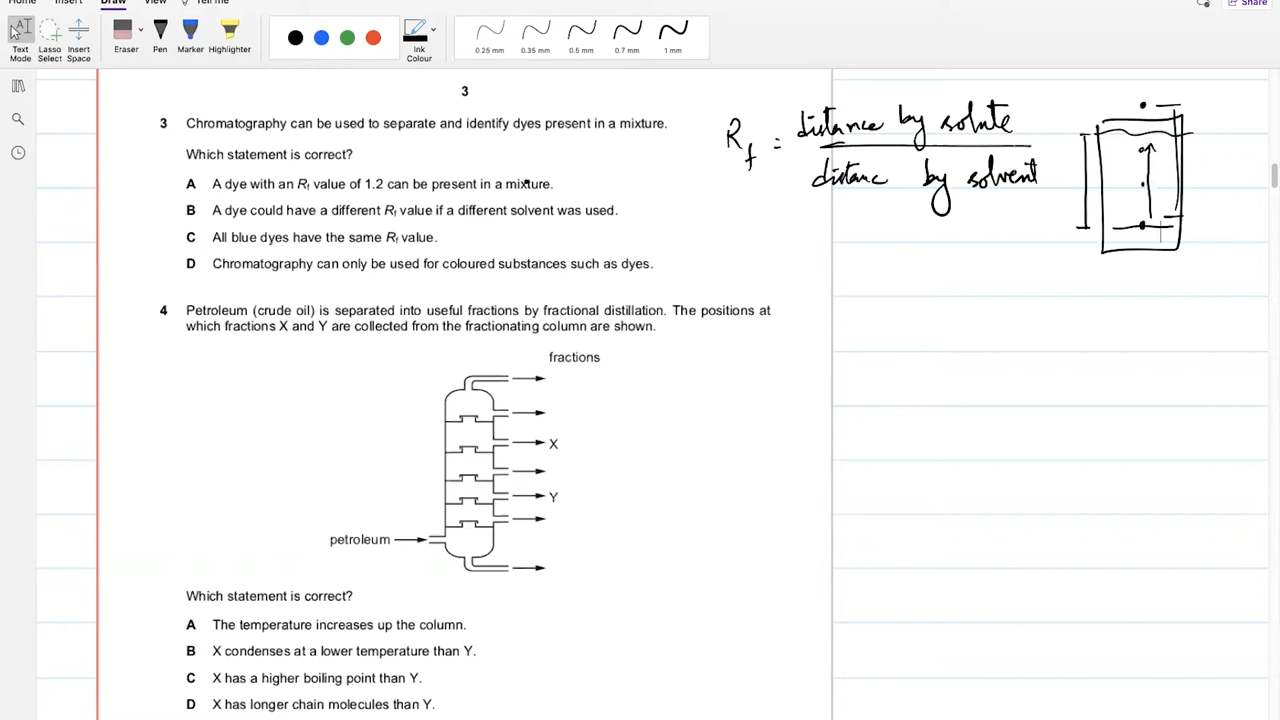 Home Insert Draw View Tell me
Share
Text Mode
Lasso Select
Insert Space
Eraser
Pen
Marker
Highlighter
Ink Colour
0.25 mm
0.35 mm
0.5 mm
0.7 mm
1 mm
3
3 Chromatography can be used to separate and identify dyes present in a mixture.
Which statement is correct?
A A dye with an Rf value of 1.2 can be present in a mixture.
B A dye could have a different Rf value if a different solvent was used.
C All blue dyes have the same Rf value.
D Chromatography can only be used for coloured substances such as dyes.
Rf = distance by solute
distanc by solvent
4 Petroleum (crude oil) is separated into useful fractions by fractional distillation. The positions at
which fractions X and Y are collected from the fractionating column are shown.
fractions
X
Y
petroleum
Which statement is correct?
A The temperature increases up the column.
B X condenses at a lower temperature than Y.
C X has a higher boiling point than Y.
D X has longer chain molecules than Y.